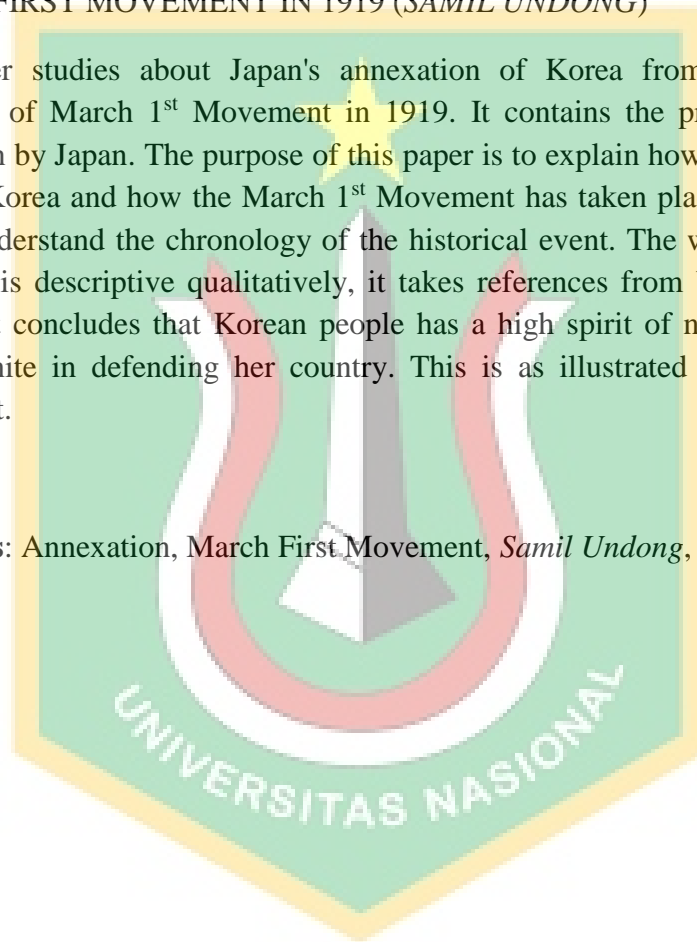 FIRST MOVEMENT IN 1919 (SAMIL UNDONG)
er studies about Japan's annexation of Korea from
of March 1st Movement in 1919. It contains the pr
n by Japan. The purpose of this paper is to explain how
Korea and how the March 1st Movement has taken pla
derstand the chronology of the historical event. The w
is descriptive qualitatively, it takes references from
concludes that Korean people has a high spirit of n
nite in defending her country. This is as illustrated
t.
s: Annexation, March First Movement, Samil Undong,
UNIVERSITAS NASIONAL